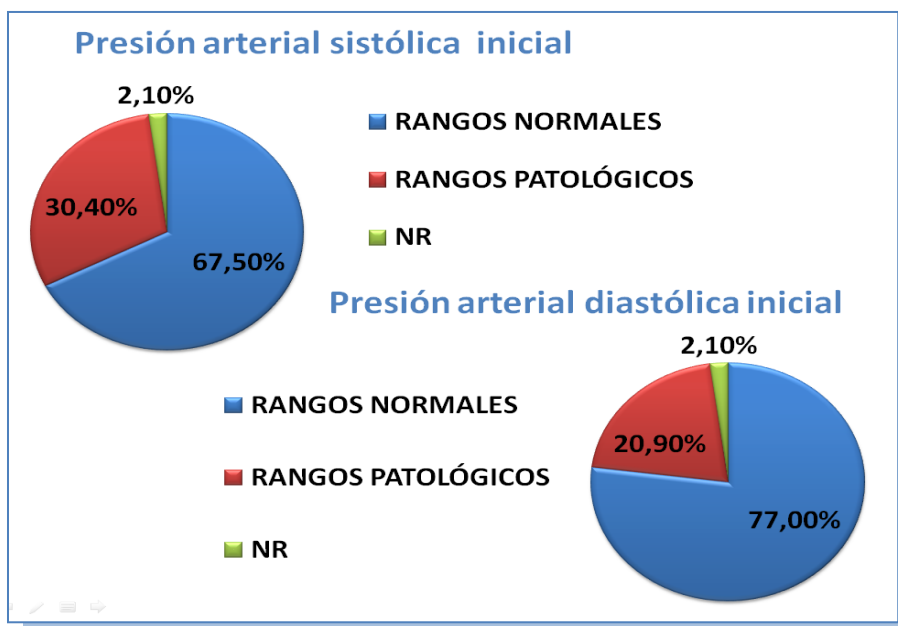 Presión arterial sistólica inicial
2,10%
30,40%
67,50%
RANGOS NORMALES
RANGOS PATOLÓGICOS
NR
Presión arterial diastólica inicial
RANGOS NORMALES
RANGOS PATOLÓGICOS
NR
2,10%
20,90%
77,00%